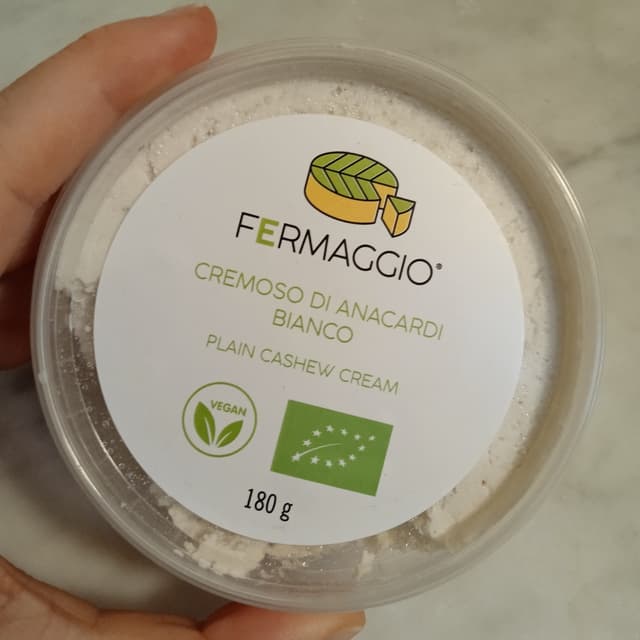 FERMAGGIO®
CREMOSO DI ANACARDI
BIANCO
PLAIN CASHEW CREAM
VEGAN
180 g